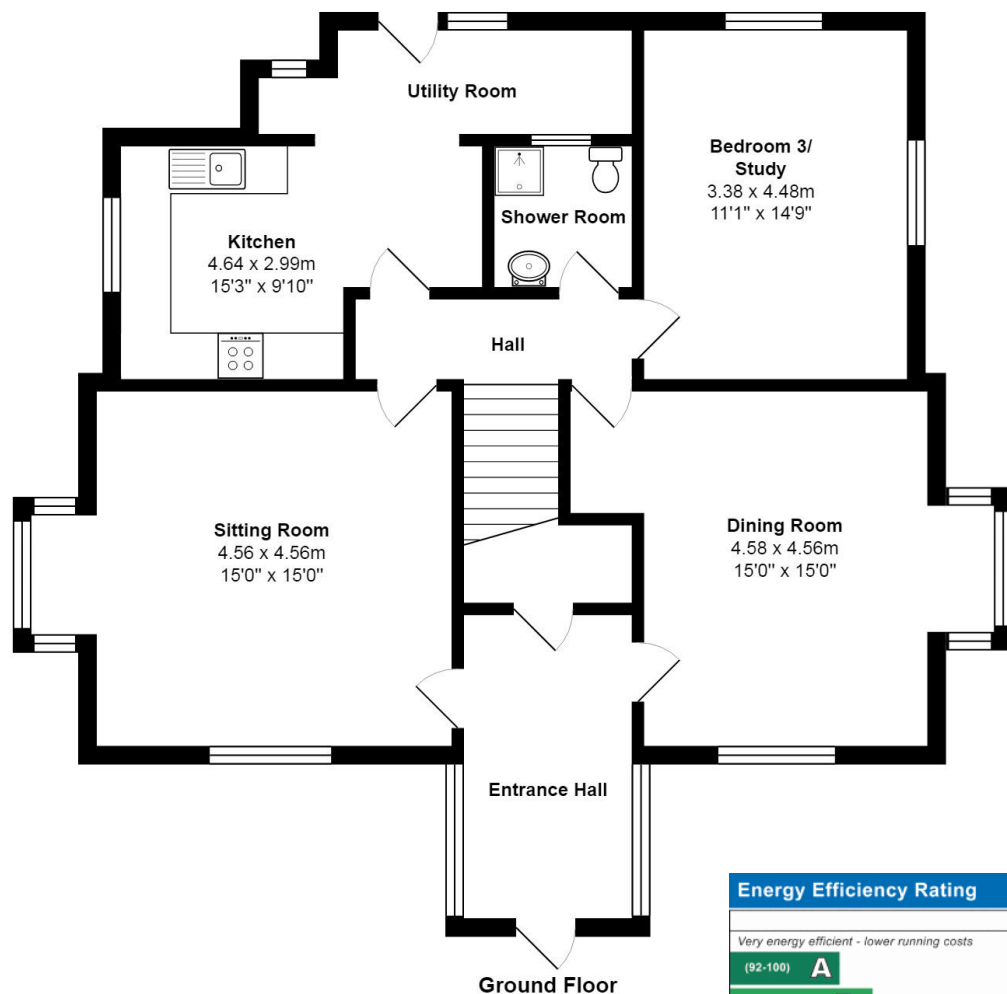 Utility Room
Bedroom 3/
Study
3.38 x 4.48m
11'1" x 14'9"
Shower Room
Kitchen
4.64 x 2.99m
15'3" x 9'10"
Hall
Sitting Room
4.56 x 4.56m
15'0" x 15'0"
Dining Room
4.58 x 4.56m
15'0" x 15'0"
Entrance Hall
Ground Floor
Energy Efficiency Rating
Very energy efficient - lower running costs
(92-100) A